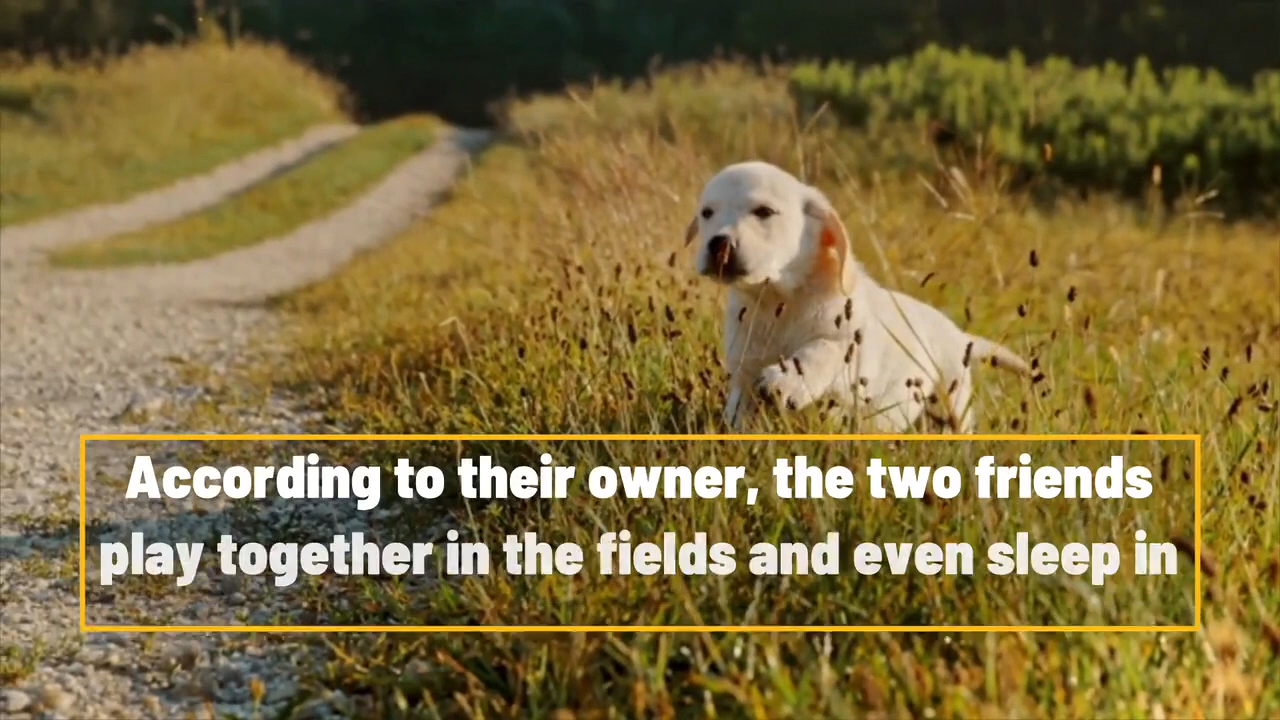 According to their owner, the two friends
play together in the fields and even sleep in